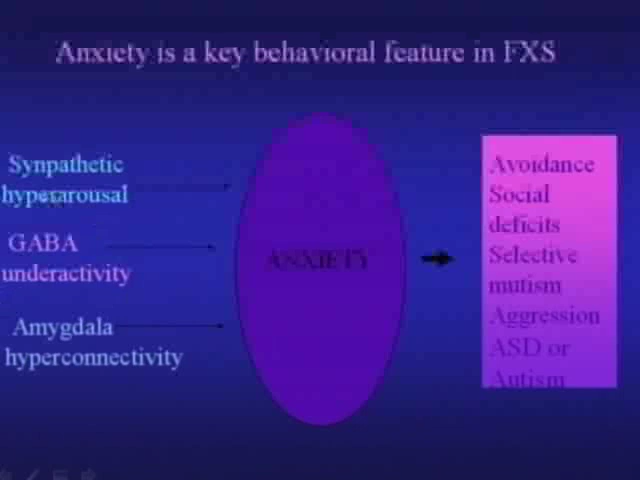 Anxiety is a key behavioral feature in FXS
Synpathetic
hyperarousal
GABA
underactivity
Amygdala
hyperconnectivity
ANXIETY
Avoidance
Social
deficits
Selective
mutism
Aggression
ASD or
Autism